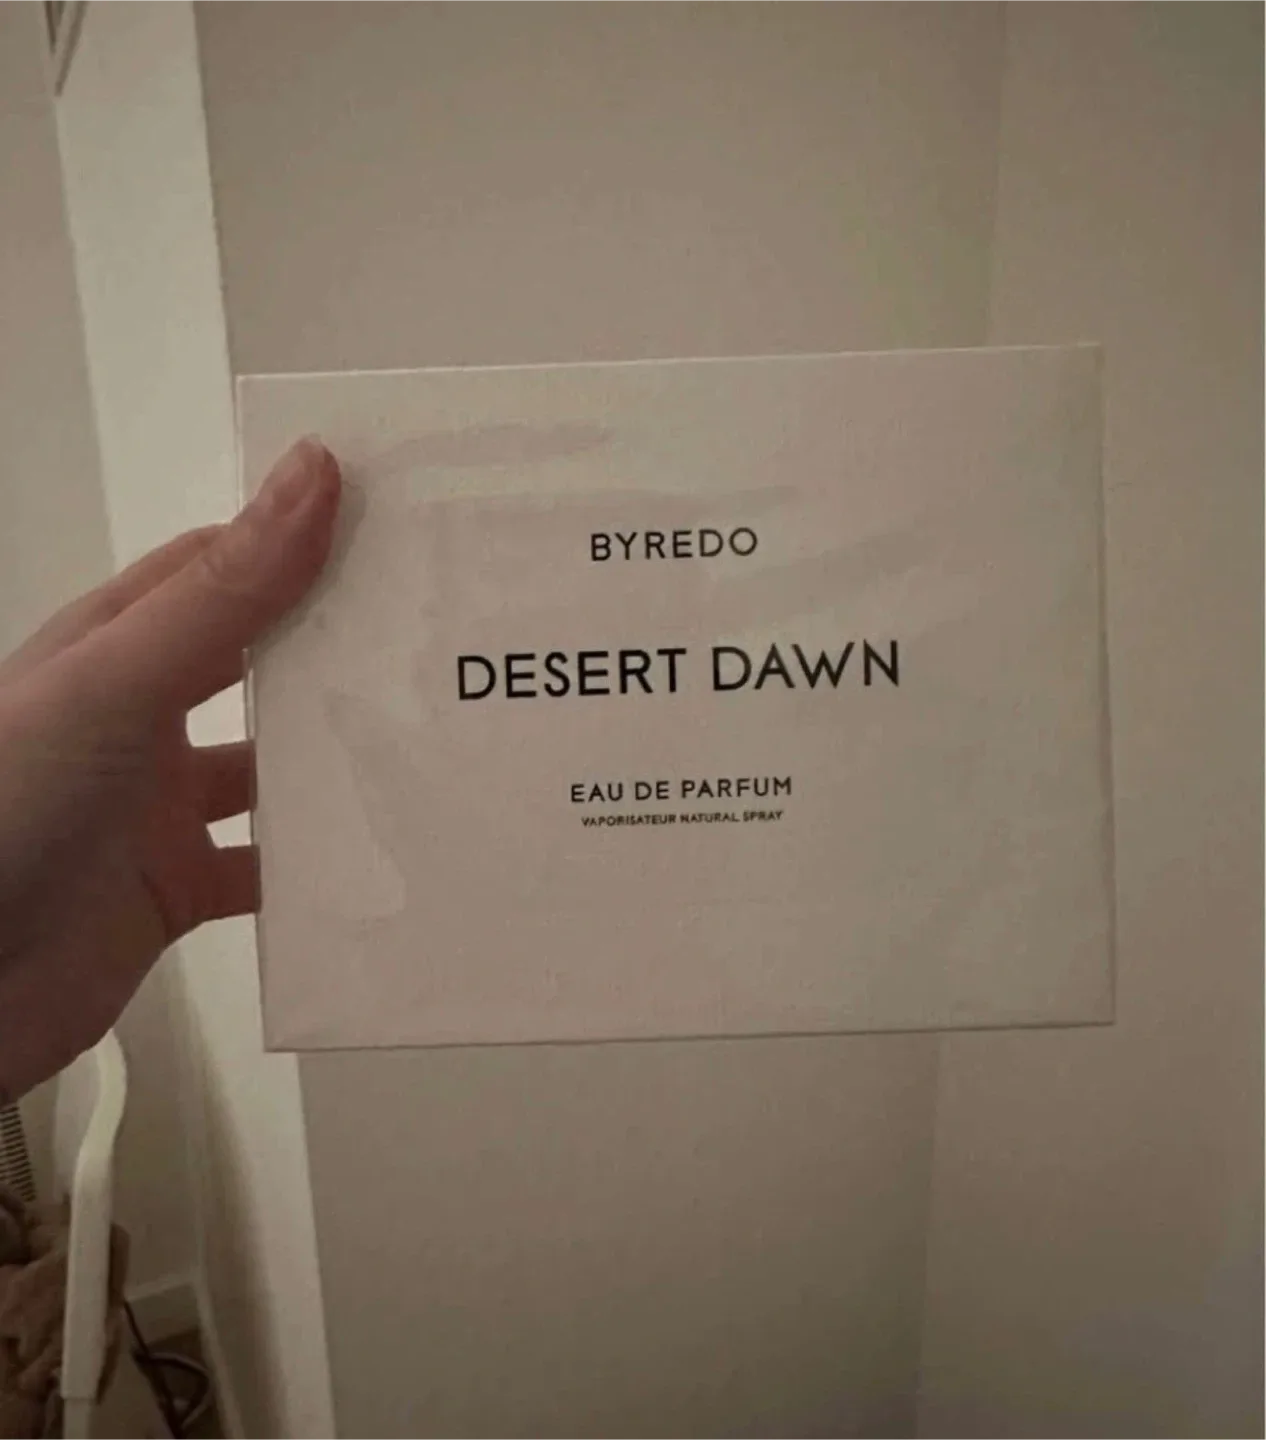 BYREDO
DESERT DAWN
EAU DE PARFUM
VAPORISATEUR NATURAL SPRAY